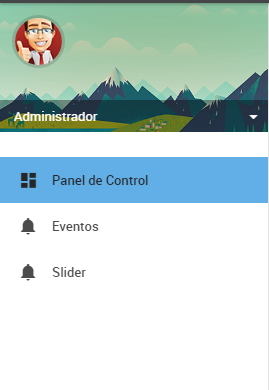 Administrador
Panel de Control
Eventos
Slider